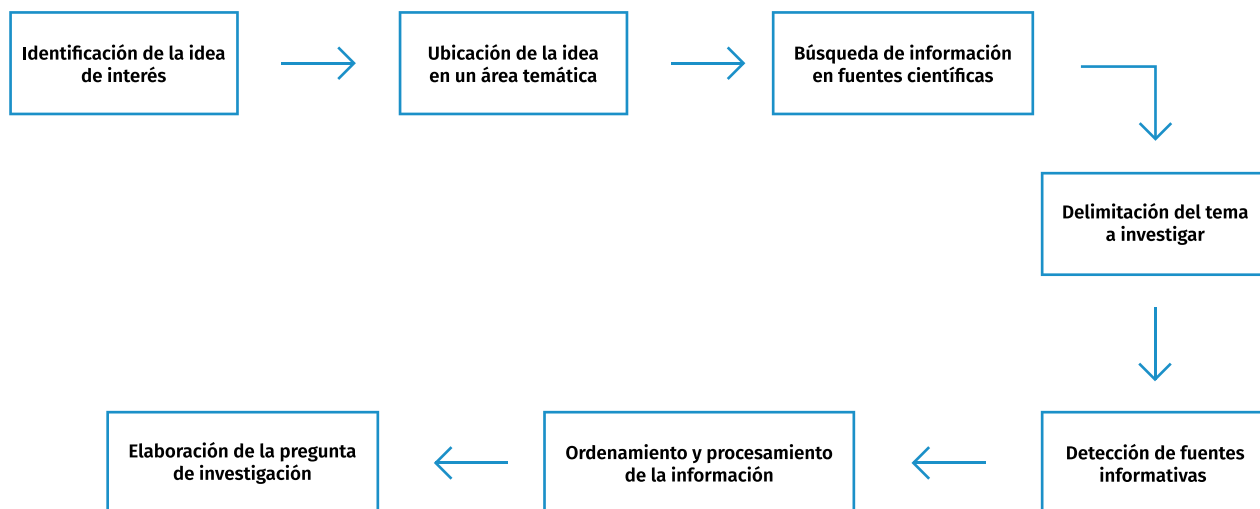 Identificación de la idea
de interés
Ubicación de la idea
en un área temática
Búsqueda de información
en fuentes científicas
Delimitación del tema
a investigar
Detección de fuentes
informativas
Ordenamiento y procesamiento
de la información
Elaboración de la pregunta
de investigación